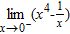 lim (x⁴-1/x)
x→0⁻